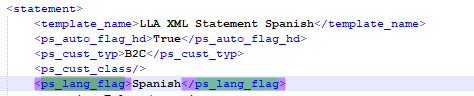 <statement>
<template_name>LLA XML Statement Spanish</template_name>
<ps_auto_flag_hd>True</ps_auto_flag_hd>
<ps_cust_typ>B2C</ps_cust_typ>
<ps_cust_class/>
<ps_lang_flag>Spanish</ps_lang_flag>